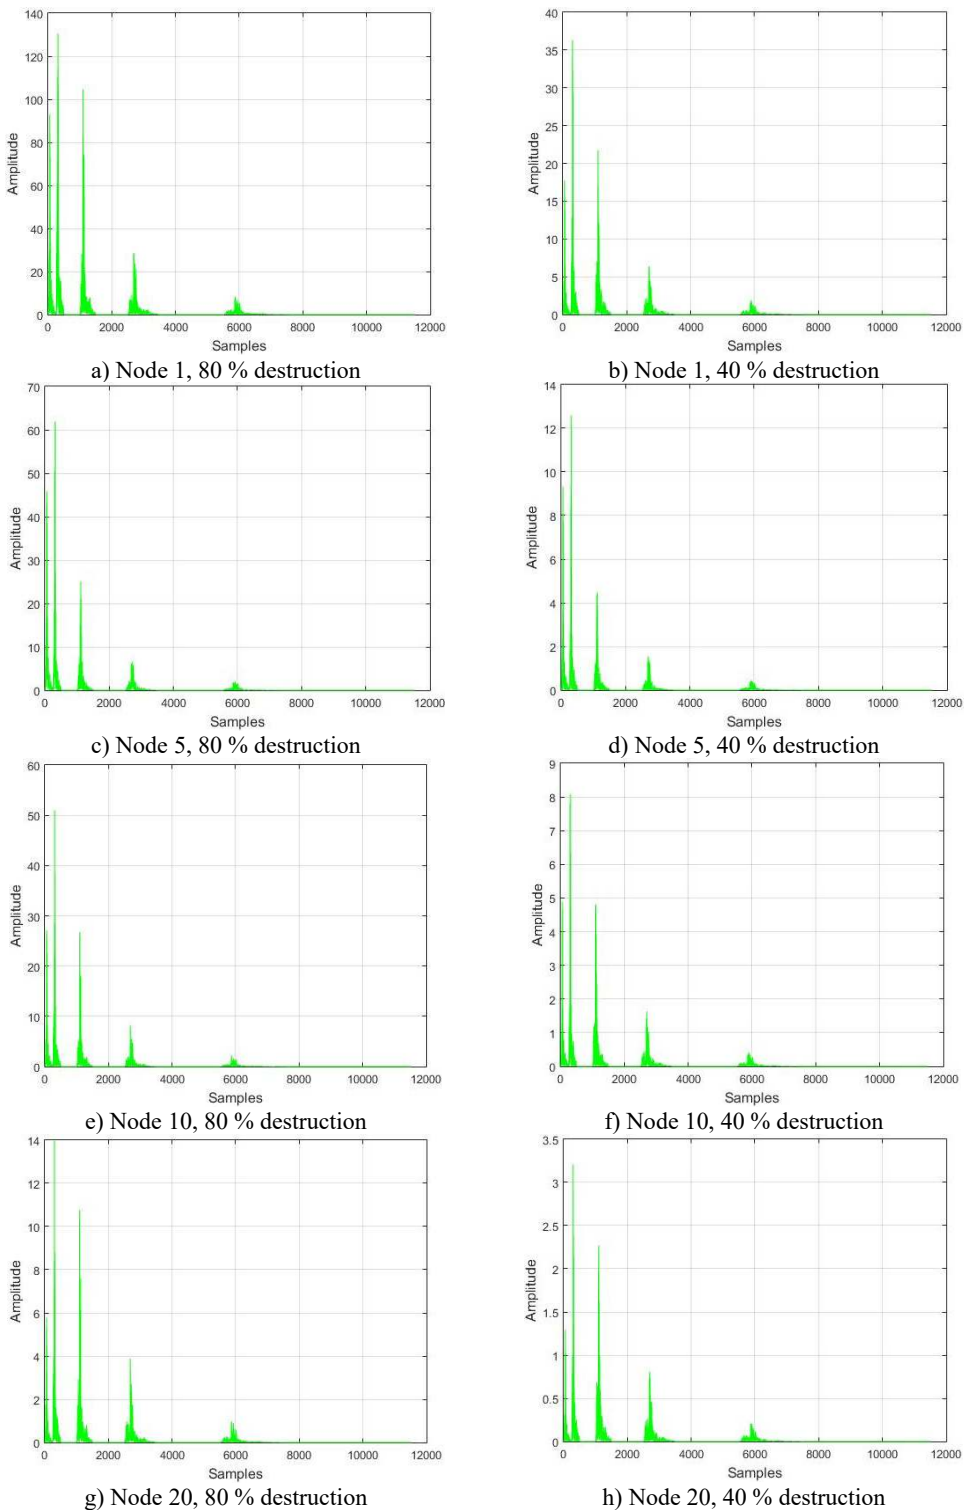 140
120
100
80
60
40
20
0
Amplitude
0 2000 4000 6000 8000 10000 12000
Samples
a) Node 1, 80 % destruction
40
35
30
25
20
15
10
5
0
Amplitude
0 2000 4000 6000 8000 10000 12000
Samples
b) Node 1, 40 % destruction
70
60
50
40
30
20
10
0
Amplitude
0 2000 4000 6000 8000 10000 12000
Samples
c) Node 5, 80 % destruction
14
12
10
8
6
4
2
0
Amplitude
0 2000 4000 6000 8000 10000 12000
Samples
d) Node 5, 40 % destruction
60
50
40
30
20
10
0
Amplitude
0 2000 4000 6000 8000 10000 12000
Samples
e) Node 10, 80 % destruction
9
8
7
6
5
4
3
2
1
0
Amplitude
0 2000 4000 6000 8000 10000 12000
Samples
f) Node 10, 40 % destruction
14
12
10
8
6
4
2
0
Amplitude
0 2000 4000 6000 8000 10000 12000
Samples
g) Node 20, 80 % destruction
3.5
3
2.5
2
1.5
1
0.5
0
Amplitude
0 2000 4000 6000 8000 10000 12000
Samples
h) Node 20, 40 % destruction